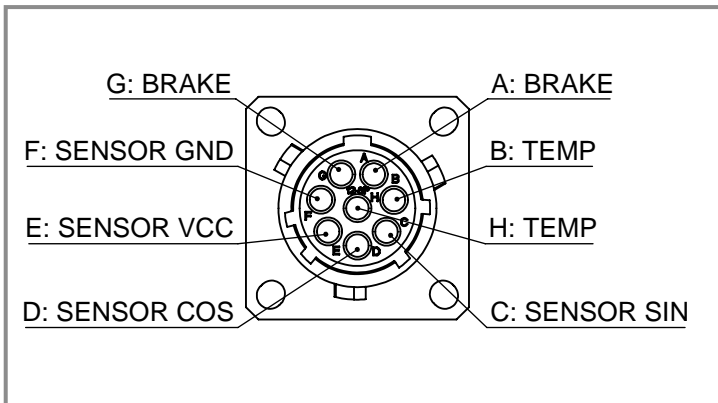 G: BRAKE
A: BRAKE
F: SENSOR GND
B: TEMP
E: SENSOR VCC
H: TEMP
D: SENSOR COS
C: SENSOR SIN
G
A
B
H
F
C
E
D